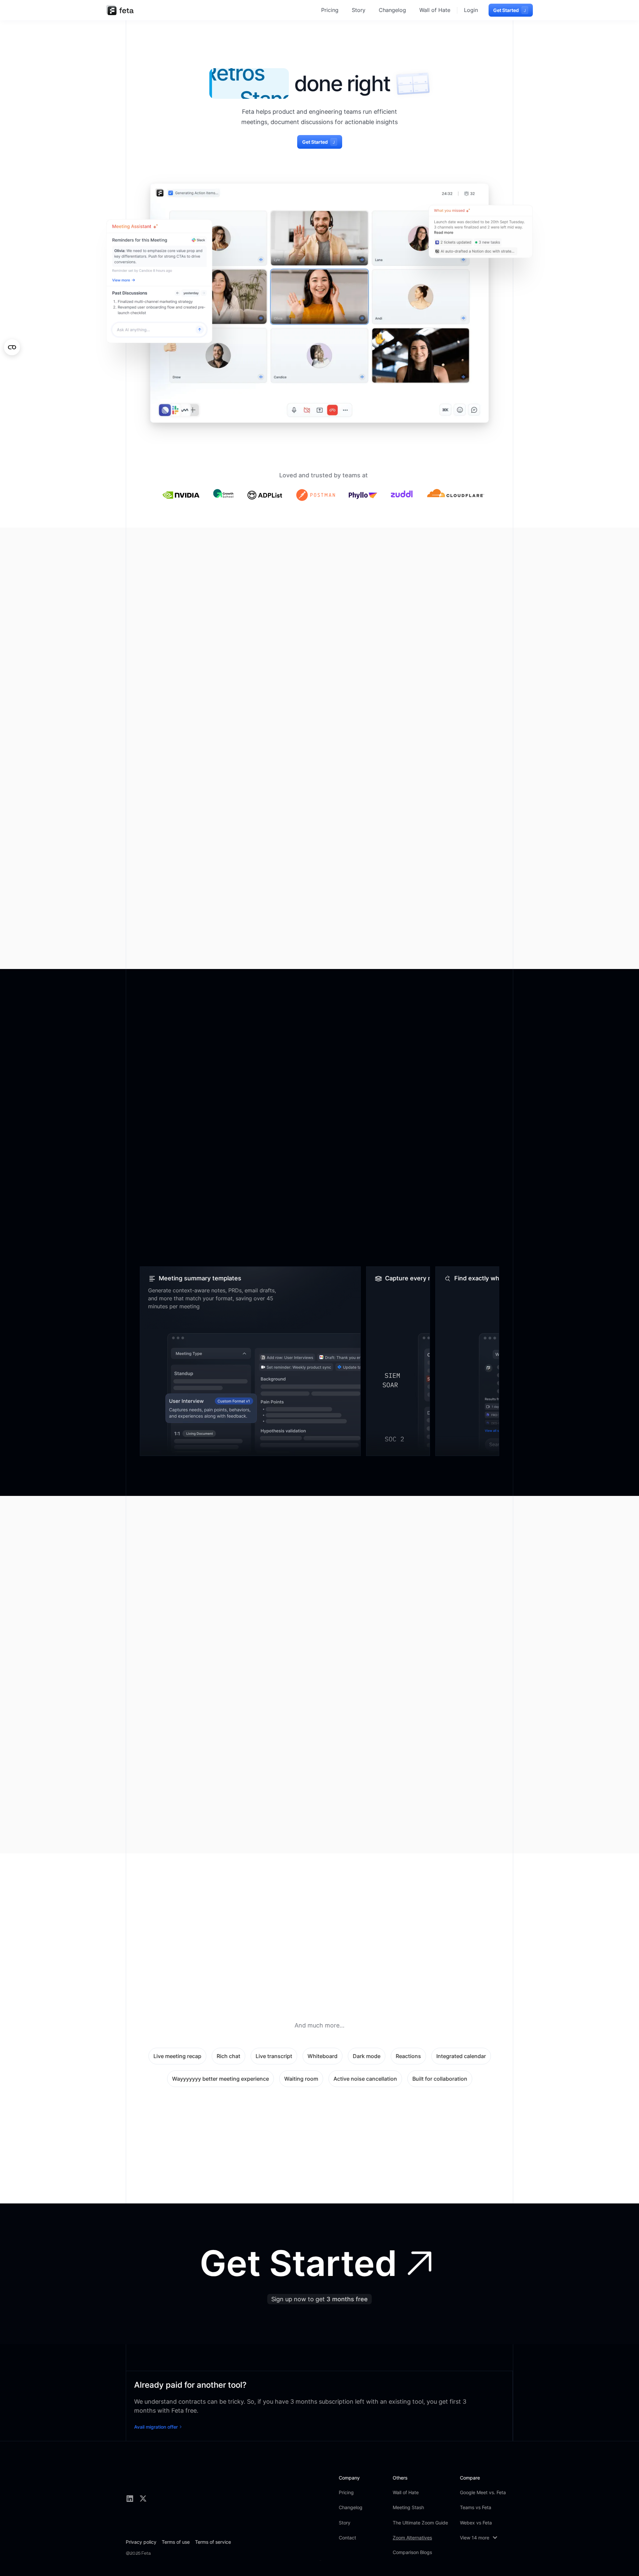 feta
Pricing Story Changelog Wall of Hate Login Get Started
Retros
done right
Feta helps product and engineering teams run efficient
meetings, document discussions for actionable insights
Get Started
Generating Action Items...
24:32
Meeting Assistant
Reminders for this Meeting
Slack
Olivia: We need to emphasize core value prop and
key differentiators. Push for strong CTAs to drive
conversions.
View more
Past Discussions
yesterday
1. Finalized multi-channel marketing strategy
2. Revamped user onboarding flow and created pre-
launch checklist
Ask AI anything...
What you missed
Launch date was decided to be 25th Sept Tuesday,
3 channels were finalized and 2 were left mid way.
Read more
2 tickets updated
3 new tasks
AI auto-drafted a Notion doc with strate...
Lana
Andi
Candice
Loved and trusted by teams at
NVIDIA
ADPList
POSTMAN
Phyllo
zuddl
CLOUDFLARE
Meeting summary templates
Generate context-aware notes, PRDs, email drafts,
and more that match your format, saving over 45
minutes per meeting
Meeting Type
Standup
User Interview
Custom Format v1
Captures needs, pain points, behaviors,
and experiences along with feedback.
1:1 Living Document
Add last User Interviews
Draft: Thank you
Set reminder: Weekly product sync
Background
Pain Points
Hypothesis validation
Capture every
SIEM
SOAR
SOC 2
Find exactly
And much more...
Live meeting recap Rich chat Live transcript Whiteboard Dark mode Reactions Integrated calendar
Wayyyyyyy better meeting experience Waiting room Active noise cancellation Built for collaboration
Get Started
Sign up now to get 3 months free
Already paid for another tool?
We understand contracts can be tricky. So, if you have 3 months subscription left with an existing tool, you get first 3
months with Feta free.
Avail migration offer
Company
Pricing
Changelog
Story
Contact
Others
Wall of Hate
Meeting Stash
The Ultimate Zoom Guide
Zoom Alternatives
Comparison Blogs
Compare
Google Meet vs. Feta
Teams vs Feta
Webex vs Feta
View 14 more
Privacy policy Terms of use Terms of service